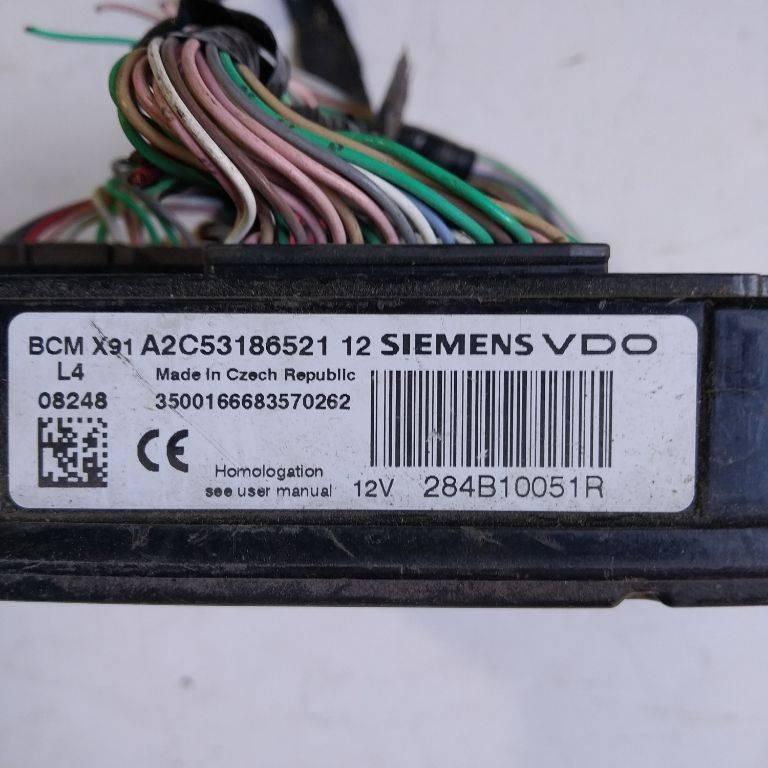 BCM X91 A2C53186521 12 SIEMENS VDO
L4 Made in Czech Republic
08248 3500166683570262
CE
Homologation
see user manual 12V 284B10051R